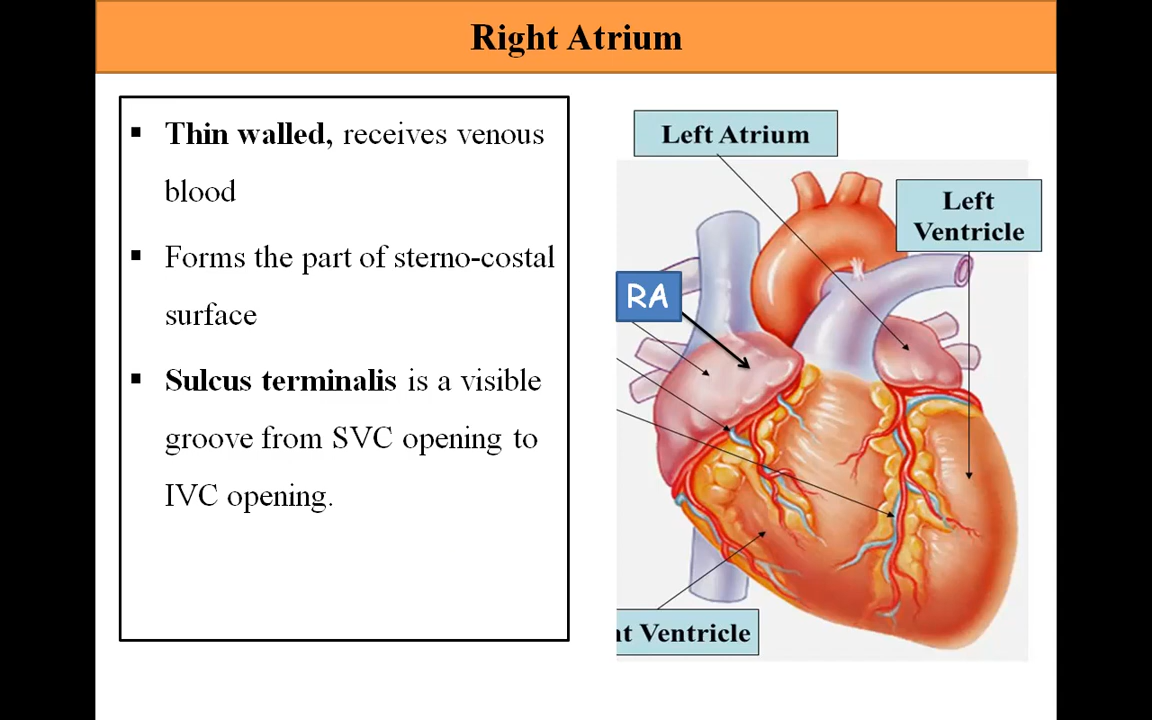 Right Atrium
Thin walled, receives venous
blood
Forms the part of sterno-costal
surface
Sulcus terminalis is a visible
groove from SVC opening to
IVC opening.
Left Atrium
Left
Ventricle
RA
nt Ventricle